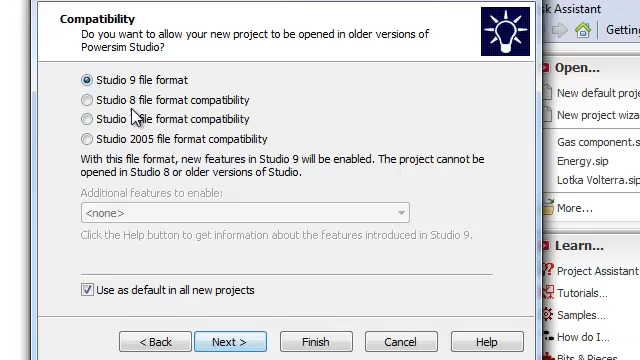 Compatibility
Do you want to allow your new project to be opened in older versions of
Powersim Studio?
Studio 9 file format
Studio 8 file format compatibility
Studio file format compatibility
Studio 2005 file format compatibility
With this file format, new features in Studio 9 will be enabled. The project cannot be
opened in Studio 8 or older versions of Studio.
Additional features to enable:
<none>
Click the Help button to get information about the features introduced in Studio 9.
Use as default in all new projects
< Back
Next >
Finish
Cancel
Help
sk Assistant
Open...
New default proj
New project wiza
Gas component.s
Energy.sip
Lotka Volterra.sip
More...
Learn...
Project Assistant
Tutorials...
Samples...
How do I...
Bits & Pieces